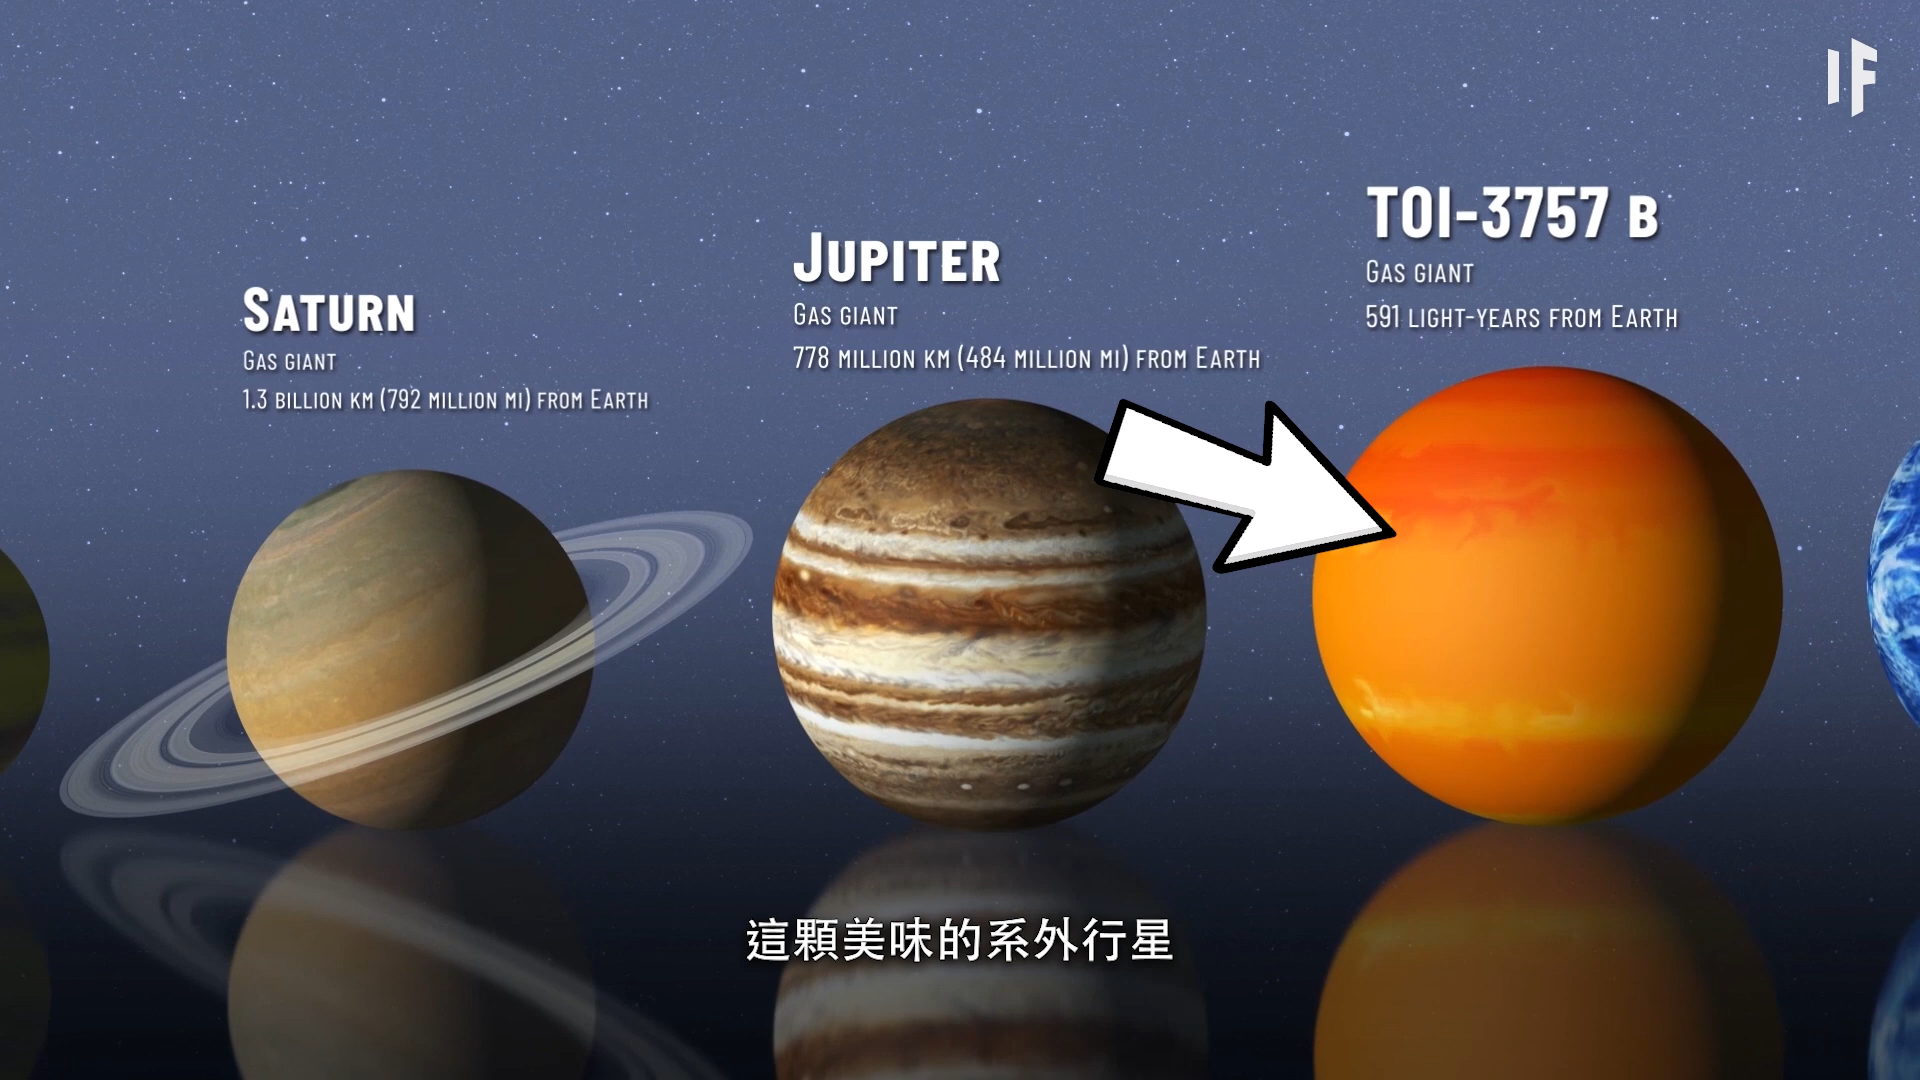 IF
TOI-3757 B
GAS GIANT
591 LIGHT-YEARS FROM EARTH
JUPITER
GAS GIANT
778 MILLION KM (484 MILLION MI) FROM EARTH
SATURN
GAS GIANT
1.3 BILLION KM (792 MILLION MI) FROM EARTH
這顆美味的系外行星